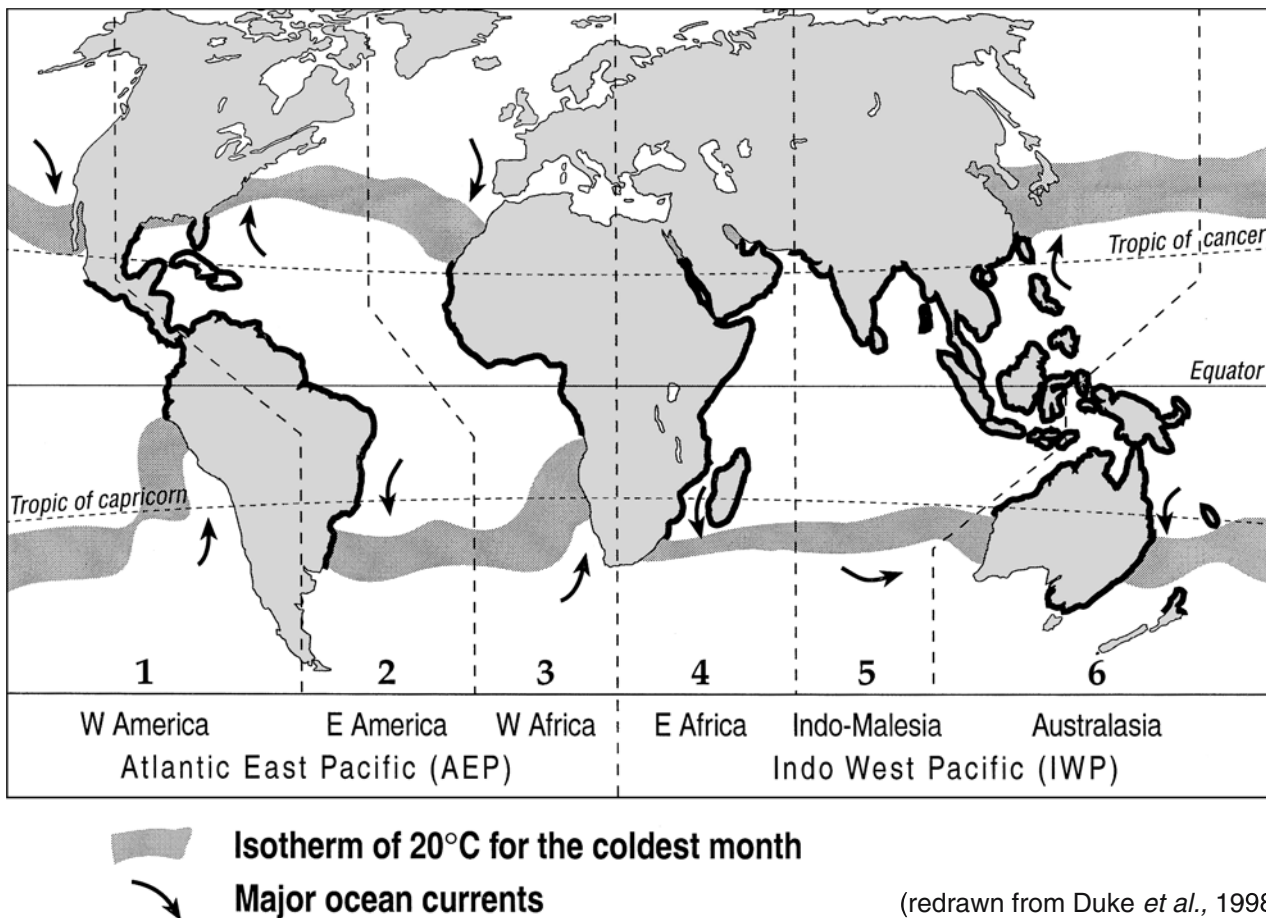 Tropic of cancer
Equator
Tropic of capricorn
1 2 3 4 5 6
W America E America W Africa E Africa Indo-Malesia Australasia
Atlantic East Pacific (AEP) Indo West Pacific (IWP)
Isotherm of 20°C for the coldest month
Major ocean currents
(redrawn from Duke et al., 1998